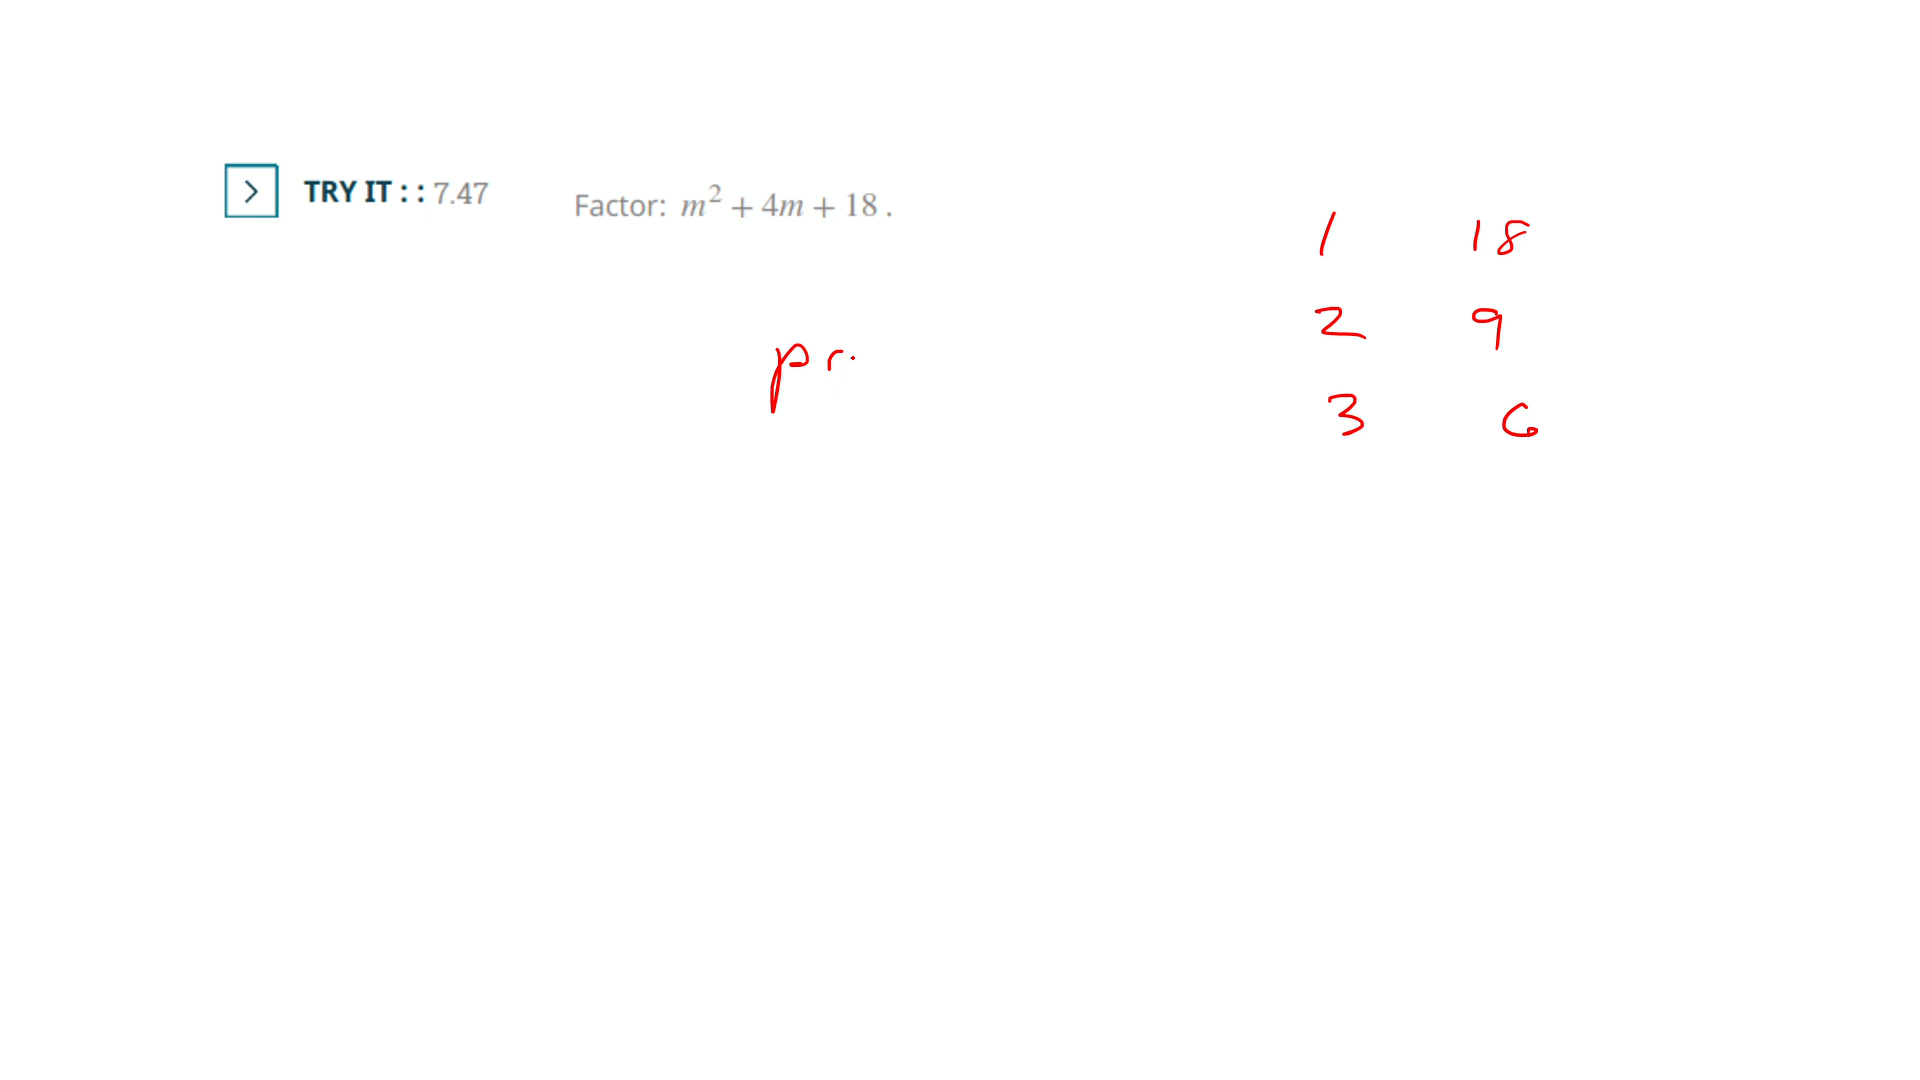 TRY IT : : 7.47 Factor: m² + 4m + 18 .
1 18
2 9
pr
3 6